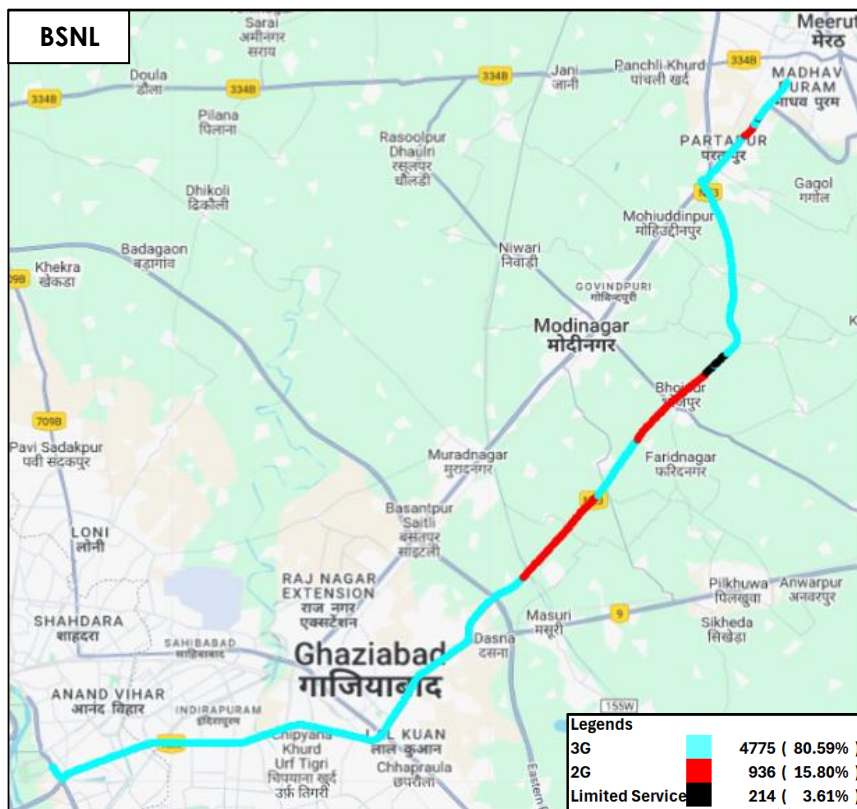 BSNL
Sarai
अमीनगर
सराय
Meerut
मेरठ
Doula
डौला
334B
334B
334B
334B
Jani
जानी
Panchli Khurd
पांचली खुर्द
MADHAV
PURAM
माधव पुरम
Pilana
पिलाना
Rasoolpur
Dhaulri
रसूलपुर
धौलड़ी
PARTAPUR
परतापुर
Dhikoli
ढिकौली
Gagol
गगोल
Mohiuddinpur
मोहिउद्दीनपुर
Badagaon
बड़ागांव
Niwari
निवाड़ी
Khekra
खेकड़ा
GOVINDPURI
गोविन्दपुरी
Modinagar
मोदीनगर
Bhojpur
भोजपुर
709B
Pavi Sadakpur
पवी सदकपुर
Muradnagar
मुरादनगर
Faridnagar
फरिदनगर
Basantpur
Saitli
बसंतपुर
साइटली
LONI
लोनी
RAJ NAGAR
EXTENSION
राज नगर
एक्सटेंशन
Pilkhuwa
पिलखुवा
Anwarpur
अनवरपुर
SHAHDARA
शाहदरा
Masuri
मसूरी
9
Sikheda
सिखेड़ा
SAHIBABAD
साहिबाबाद
Dasna
दसना
Ghaziabad
गाजियाबाद
ANAND VIHAR
आनंद विहार
INDIRAPURAM
इंदिरापुरम
155W
Chipyana
Khurd
Urf Tigri
चिपयाना खुर्द
उर्फ़ तिगरी
LAL KUAN
लाल कुआन
Chhapraula
छपरौला
Eastern
Legends
3G 4775 ( 80.59% )
2G 936 ( 15.80% )
Limited Service 214 ( 3.61% )